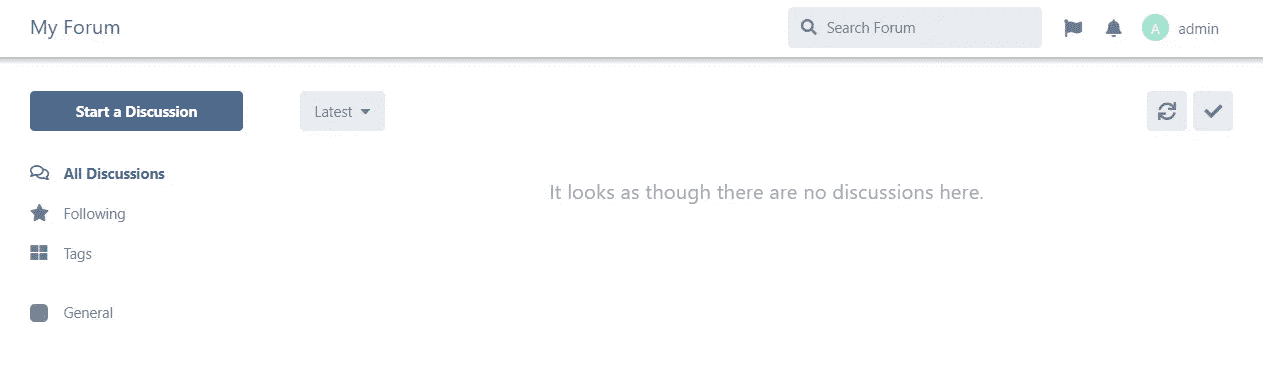 My Forum
Search Forum
A admin
Start a Discussion
Latest
All Discussions
It looks as though there are no discussions here.
Following
Tags
General